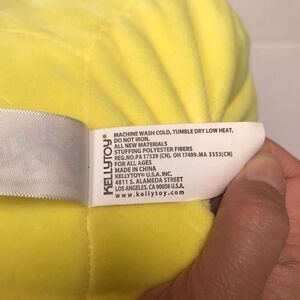 KELLYTOY®
MACHINE WASH COLD, TUMBLE DRY LOW HEAT.
DO NOT IRON.
ALL NEW MATERIALS
STUFFING POLYESTER FIBERS
REG.NO.PA 17539 (CN), OH 17499.MA 3353(CN)
FOR ALL AGES
MADE IN CHINA
KELLYTOY® U.S.A, INC.
4811 S. ALAMEDA STREET
LOS ANGELES, CA 90058 U.S.A.
www.kellytoy.com